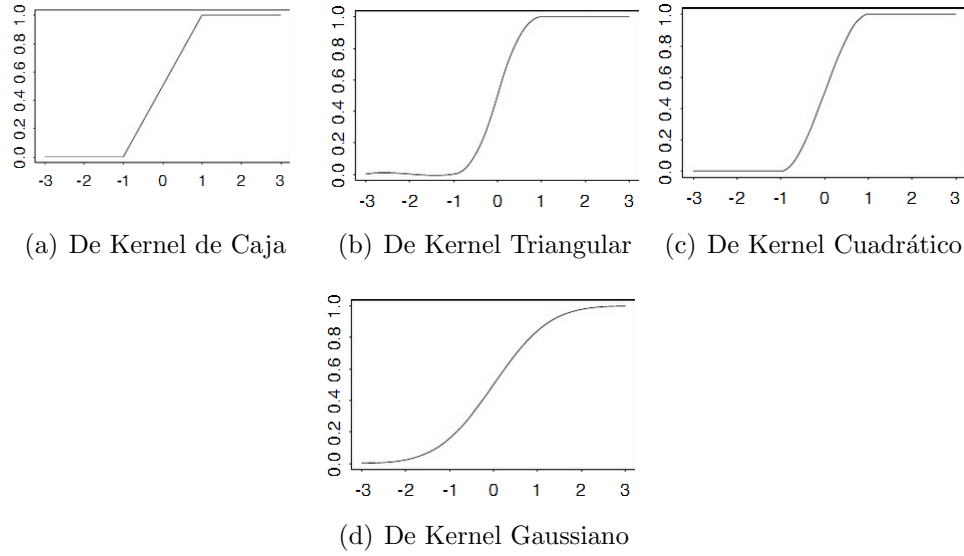 0.0 0.2 0.4 0.6 0.8 1.0
-3 -2 -1 0 1 2 3
(a) De Kernel de Caja
0.0 0.2 0.4 0.6 0.8 1.0
-3 -2 -1 0 1 2 3
(b) De Kernel Triangular
0.0 0.2 0.4 0.6 0.8 1.0
-3 -2 -1 0 1 2 3
(c) De Kernel Cuadrático
0.0 0.2 0.4 0.6 0.8 1.0
-3 -2 -1 0 1 2 3
(d) De Kernel Gaussiano